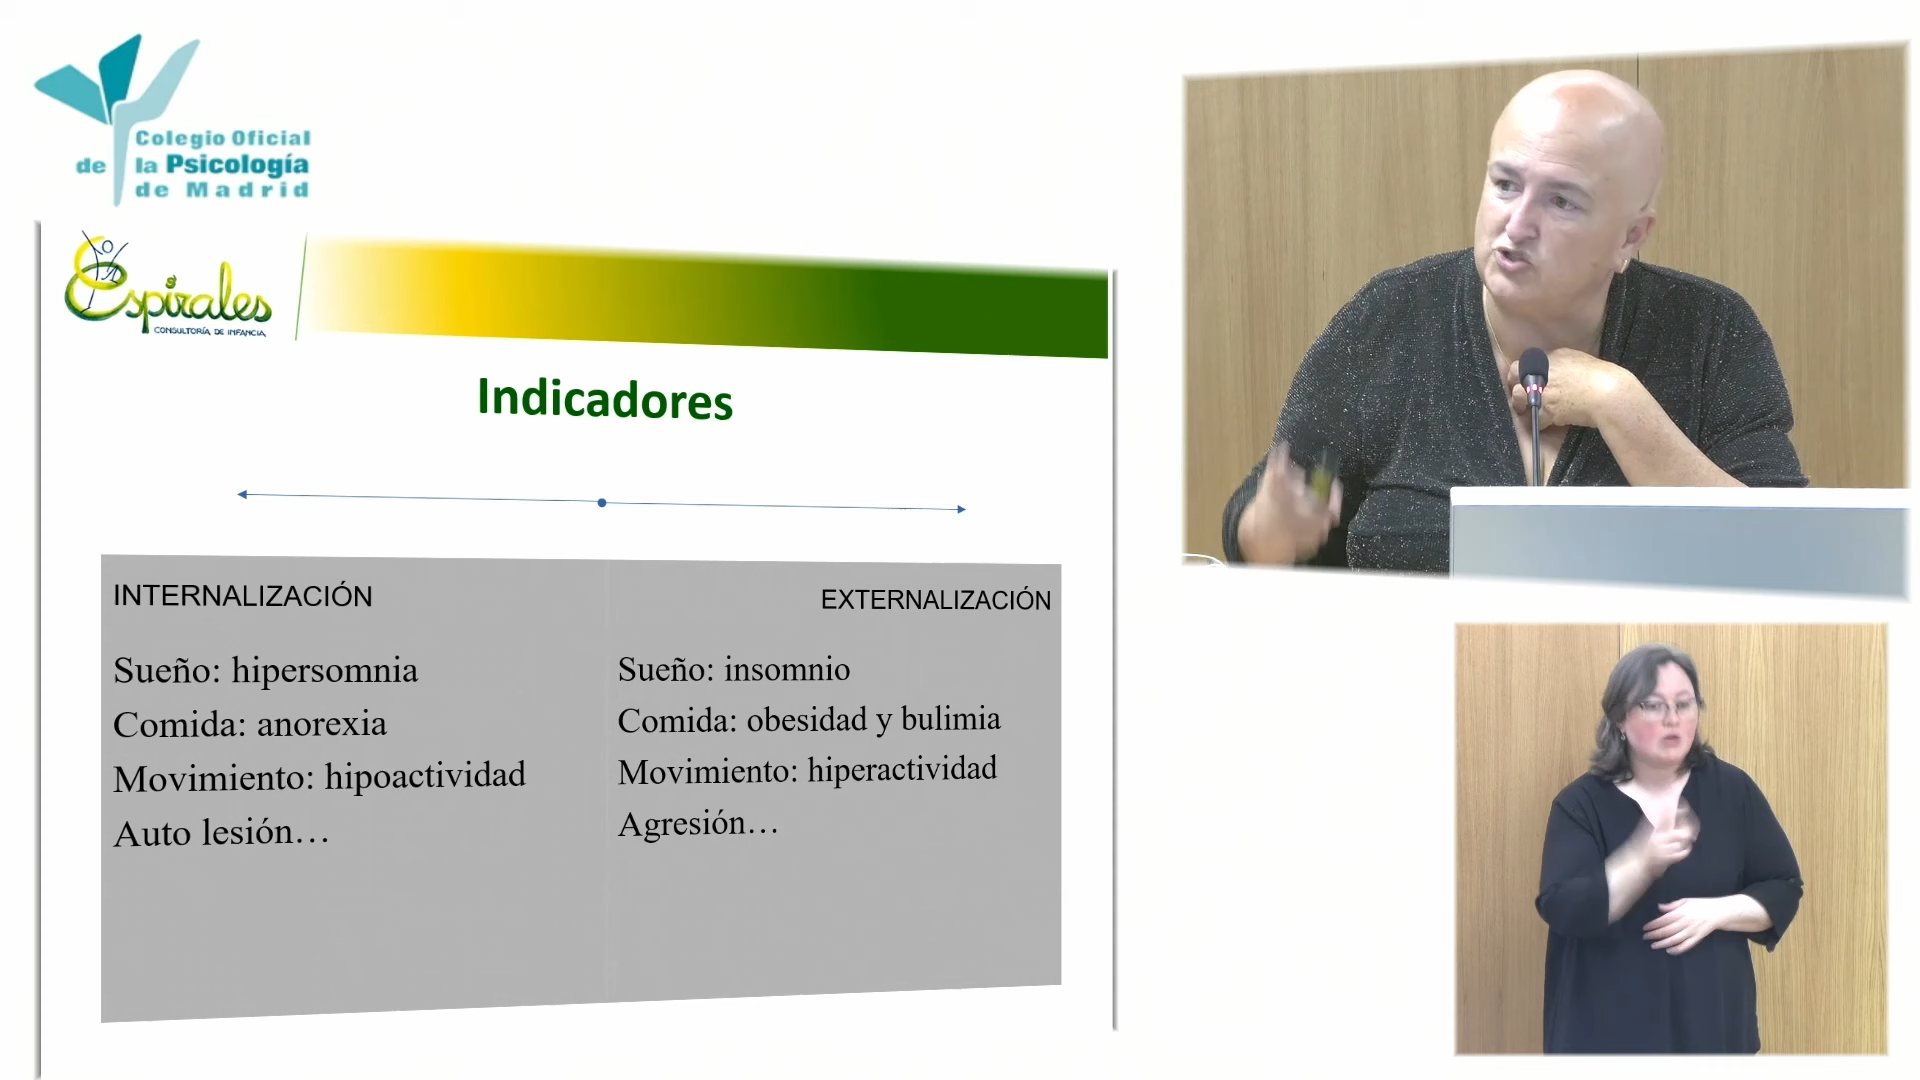 Colegio Oficial
de la Psicología
de Madrid
Espirales
CONSULTORÍA DE INFANCIA
Indicadores
INTERNALIZACIÓN
Sueño: hipersomnia
Comida: anorexia
Movimiento: hipoactividad
Auto lesión…
EXTERNALIZACIÓN
Sueño: insomnio
Comida: obesidad y bulimia
Movimiento: hiperactividad
Agresión…